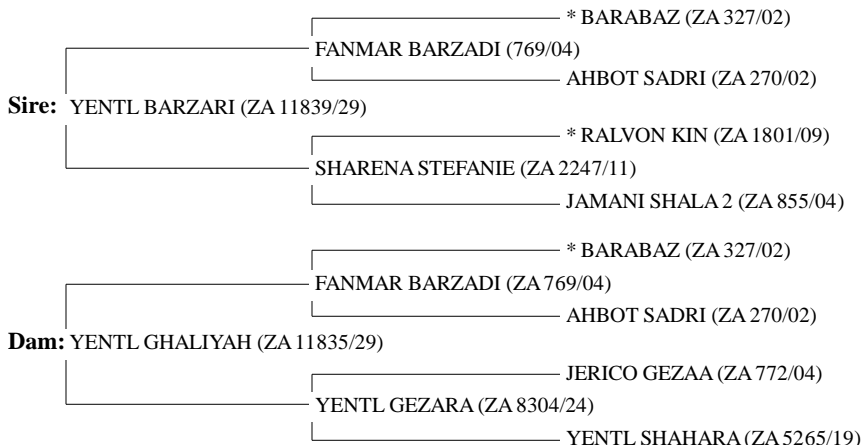 * BARABAZ (ZA 327/02)
FANMAR BARZADI (769/04)
AHBOT SADRI (ZA 270/02)
Sire: YENTL BARZARI (ZA 11839/29)
* RALVON KIN (ZA 1801/09)
SHARENA STEFANIE (ZA 2247/11)
JAMANI SHALA 2 (ZA 855/04)
* BARABAZ (ZA 327/02)
FANMAR BARZADI (ZA 769/04)
AHBOT SADRI (ZA 270/02)
Dam: YENTL GHALIYAH (ZA 11835/29)
JERICO GEZAA (ZA 772/04)
YENTL GEZARA (ZA 8304/24)
YENTL SHAHARA (ZA 5265/19)